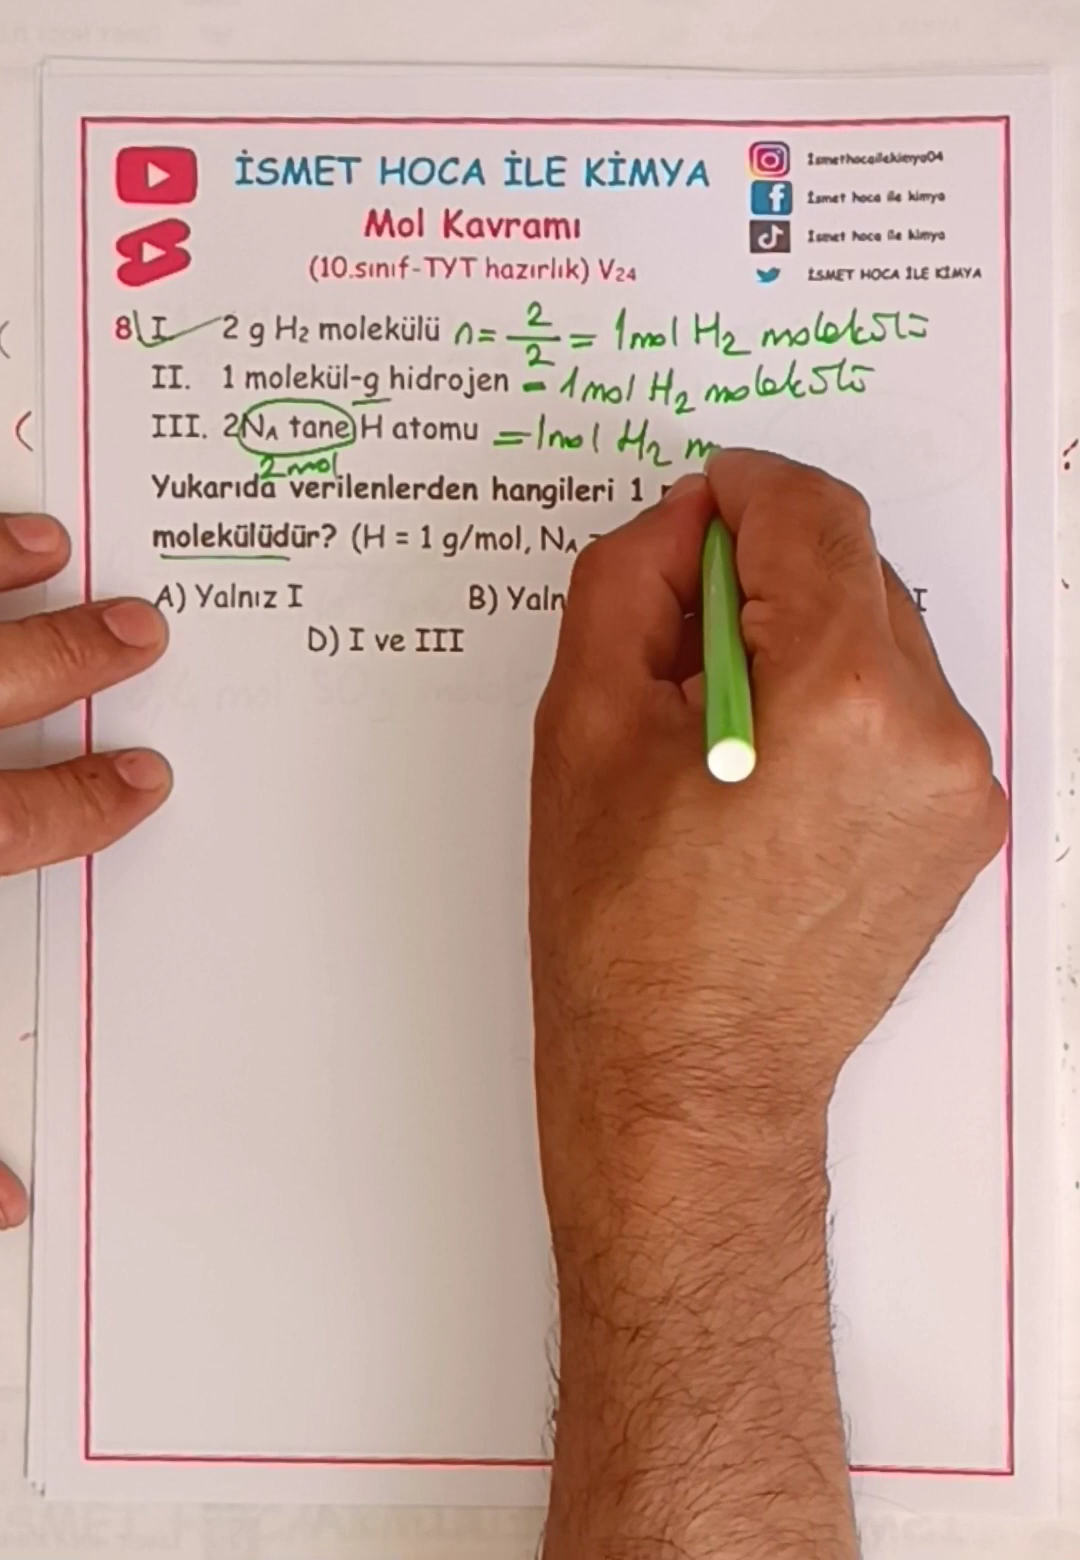 İSMET HOCA İLE KİMYA
Mol Kavramı
(10.sınıf-TYT hazırlık) V24
İsmethocailekimya04
İsmet hoca ile kimya
İsmet hoca ile kimya
İSMET HOCA İLE KİMYA
8\ I 2 g H₂ molekülü n = 2/2 = 1 mol H₂ molekülü
II. 1 molekül-g hidrojen = 1 mol H₂ molekülü
III. 2NA tane H atomu = 1 mol H₂ m
2 mol
Yukarıda verilenlerden hangileri 1
molekülüdür? (H = 1 g/mol, NA
A) Yalnız I B) Yaln
D) I ve III